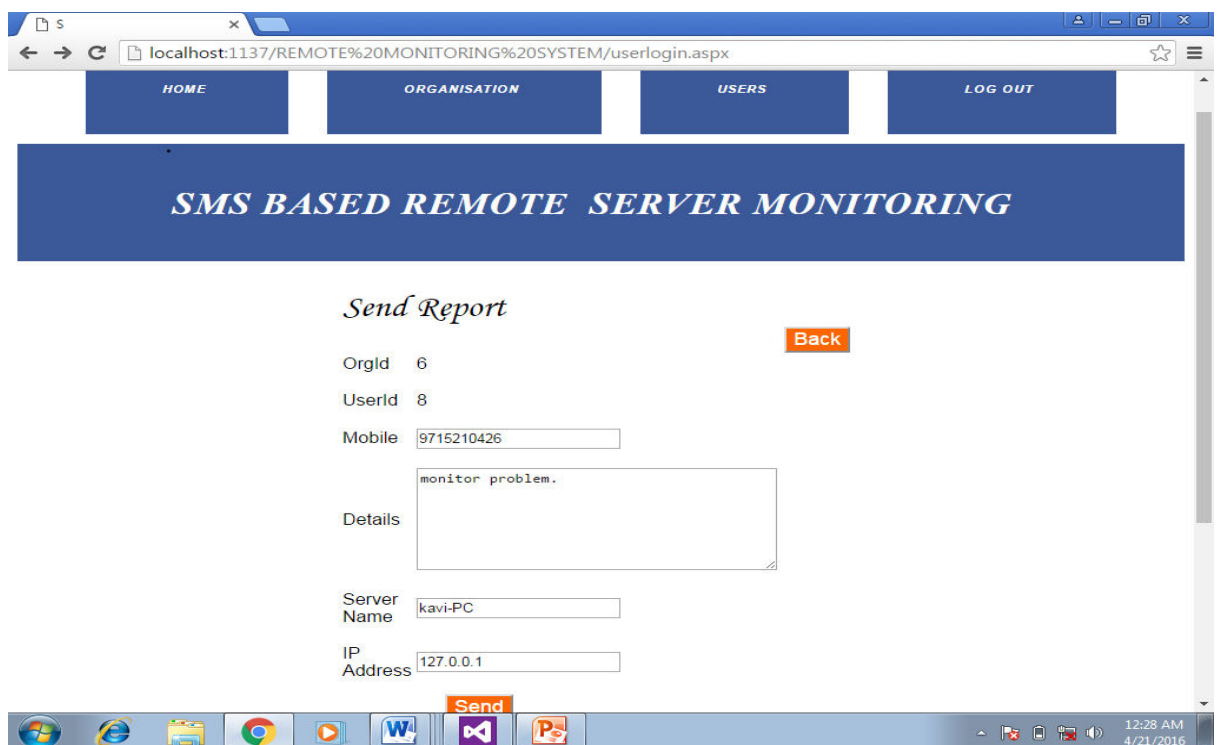 S
localhost:1137/REMOTE%20MONITORING%20SYSTEM/userlogin.aspx
HOME ORGANISATION USERS LOG OUT
SMS BASED REMOTE SERVER MONITORING
Send Report
Back
OrgId 6
UserId 8
Mobile 9715210426
monitor problem.
Details
Server
Name
kavi-PC
IP
Address
127.0.0.1
Send
12:28 AM
4/21/2016